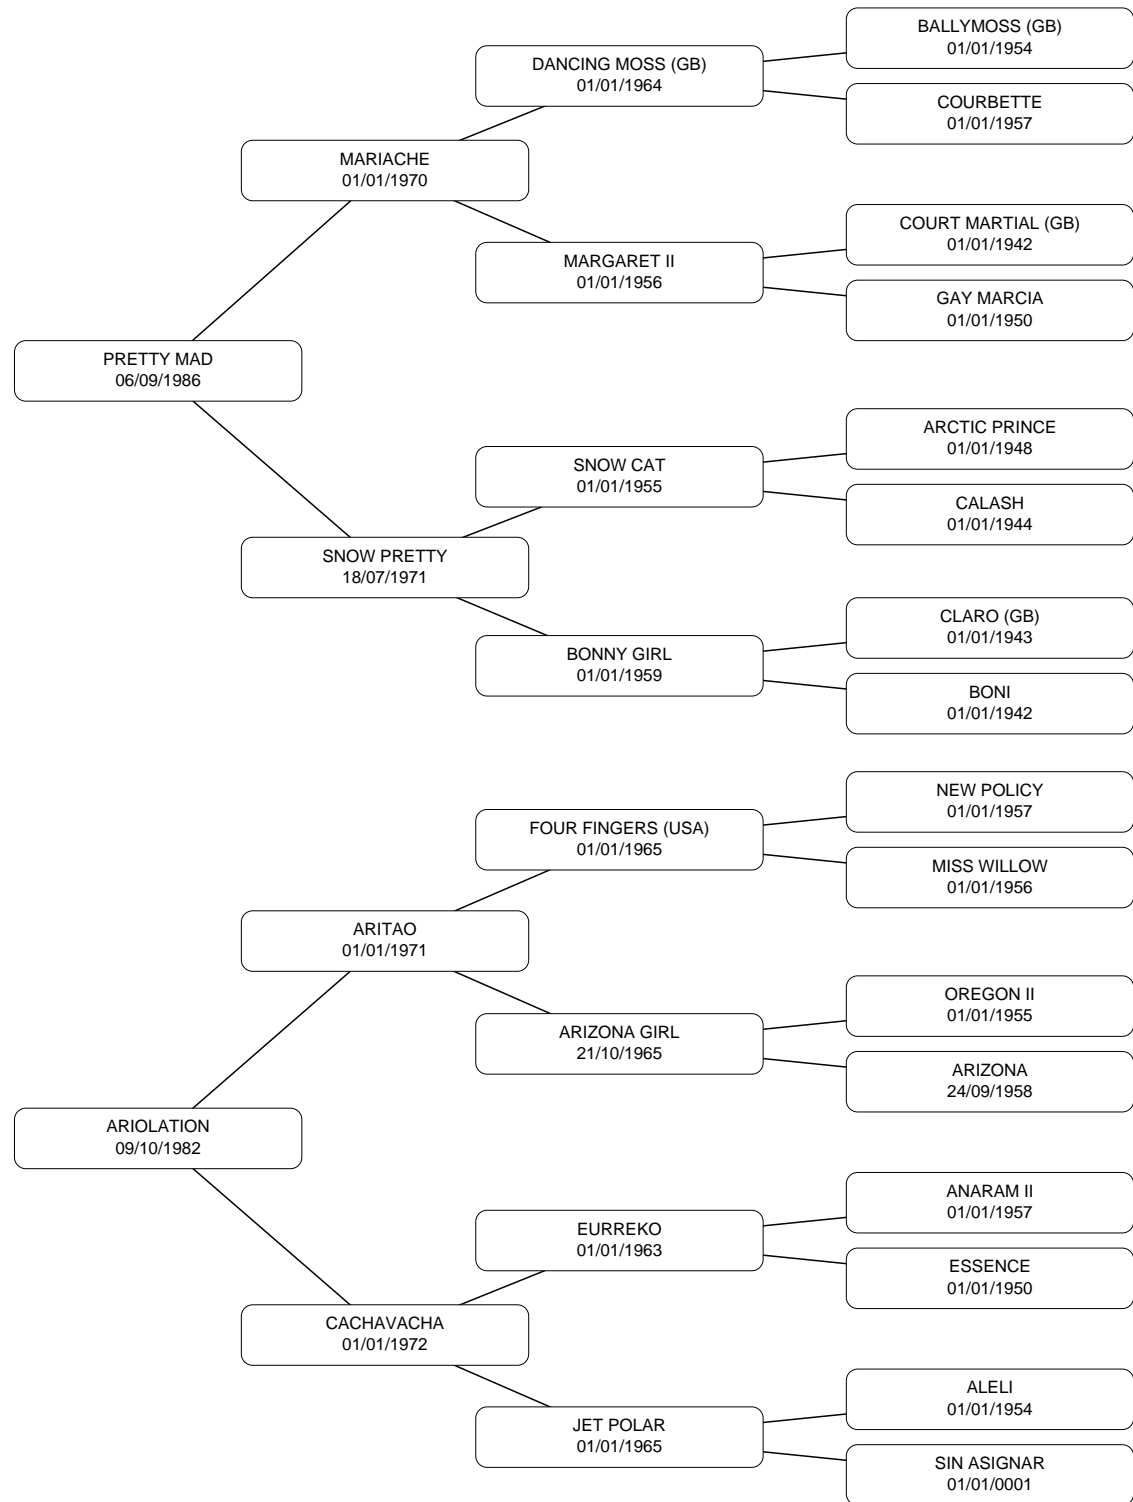 BALLYMOSS (GB)
01/01/1954
DANCING MOSS (GB)
01/01/1964
COURBETTE
01/01/1957
MARIACHE
01/01/1970
COURT MARTIAL (GB)
01/01/1942
MARGARET II
01/01/1956
GAY MARCIA
01/01/1950
PRETTY MAD
06/09/1986
ARCTIC PRINCE
01/01/1948
SNOW CAT
01/01/1955
CALASH
01/01/1944
SNOW PRETTY
18/07/1971
CLARO (GB)
01/01/1943
BONNY GIRL
01/01/1959
BONI
01/01/1942
NEW POLICY
01/01/1957
FOUR FINGERS (USA)
01/01/1965
MISS WILLOW
01/01/1956
ARITAO
01/01/1971
OREGON II
01/01/1955
ARIZONA GIRL
21/10/1965
ARIZONA
24/09/1958
ARIOLATION
09/10/1982
ANARAM II
01/01/1957
EURREKO
01/01/1963
ESSENCE
01/01/1950
CACHAVACHA
01/01/1972
ALELI
01/01/1954
JET POLAR
01/01/1965
SIN ASIGNAR
01/01/0001